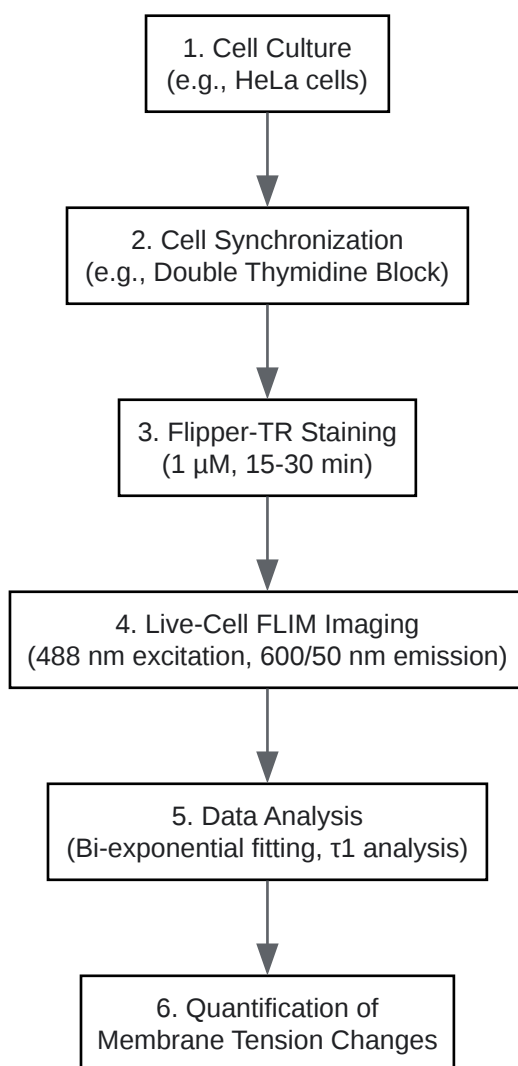 1. Cell Culture
(e.g., HeLa cells)
2. Cell Synchronization
(e.g., Double Thymidine Block)
3. Flipper-TR Staining
(1 µM, 15-30 min)
4. Live-Cell FLIM Imaging
(488 nm excitation, 600/50 nm emission)
5. Data Analysis
(Bi-exponential fitting, τ1 analysis)
6. Quantification of
Membrane Tension Changes